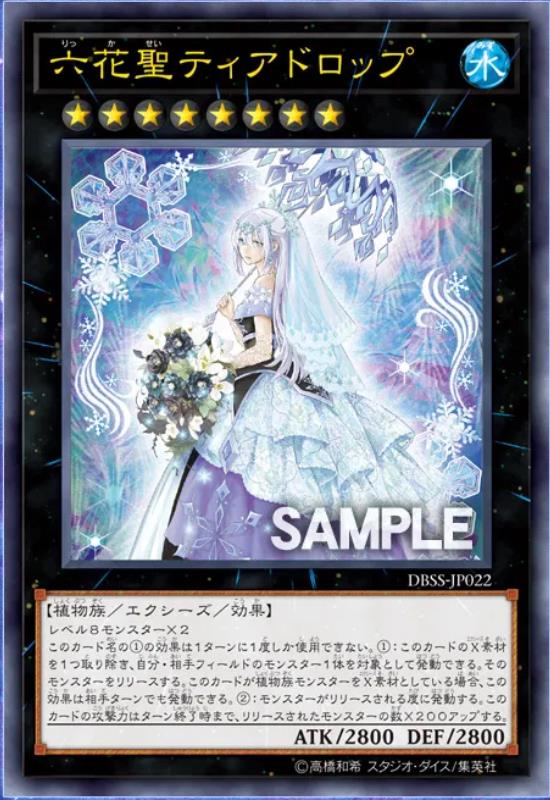 六花聖ティアドロップ
水
SAMPLE
DBSS-JP022
【植物族／エクシーズ／効果】
レベル８モンスター×２
このカード名の①の効果は１ターンに１度しか使用できない。①：このカードのＸ素材
を１つ取り除き、自分・相手フィールドのモンスター１体を対象として発動できる。その
モンスターをリリースする。このカードが植物族モンスターをＸ素材としている場合、この
効果は相手ターンでも発動できる。②：モンスターがリリースされる度に発動する。この
カードの攻撃力はターン終了時まで、リリースされたモンスターの数×２００アップする。
ATK/2800 DEF/2800
©高橋和希 スタジオ・ダイス/集英社